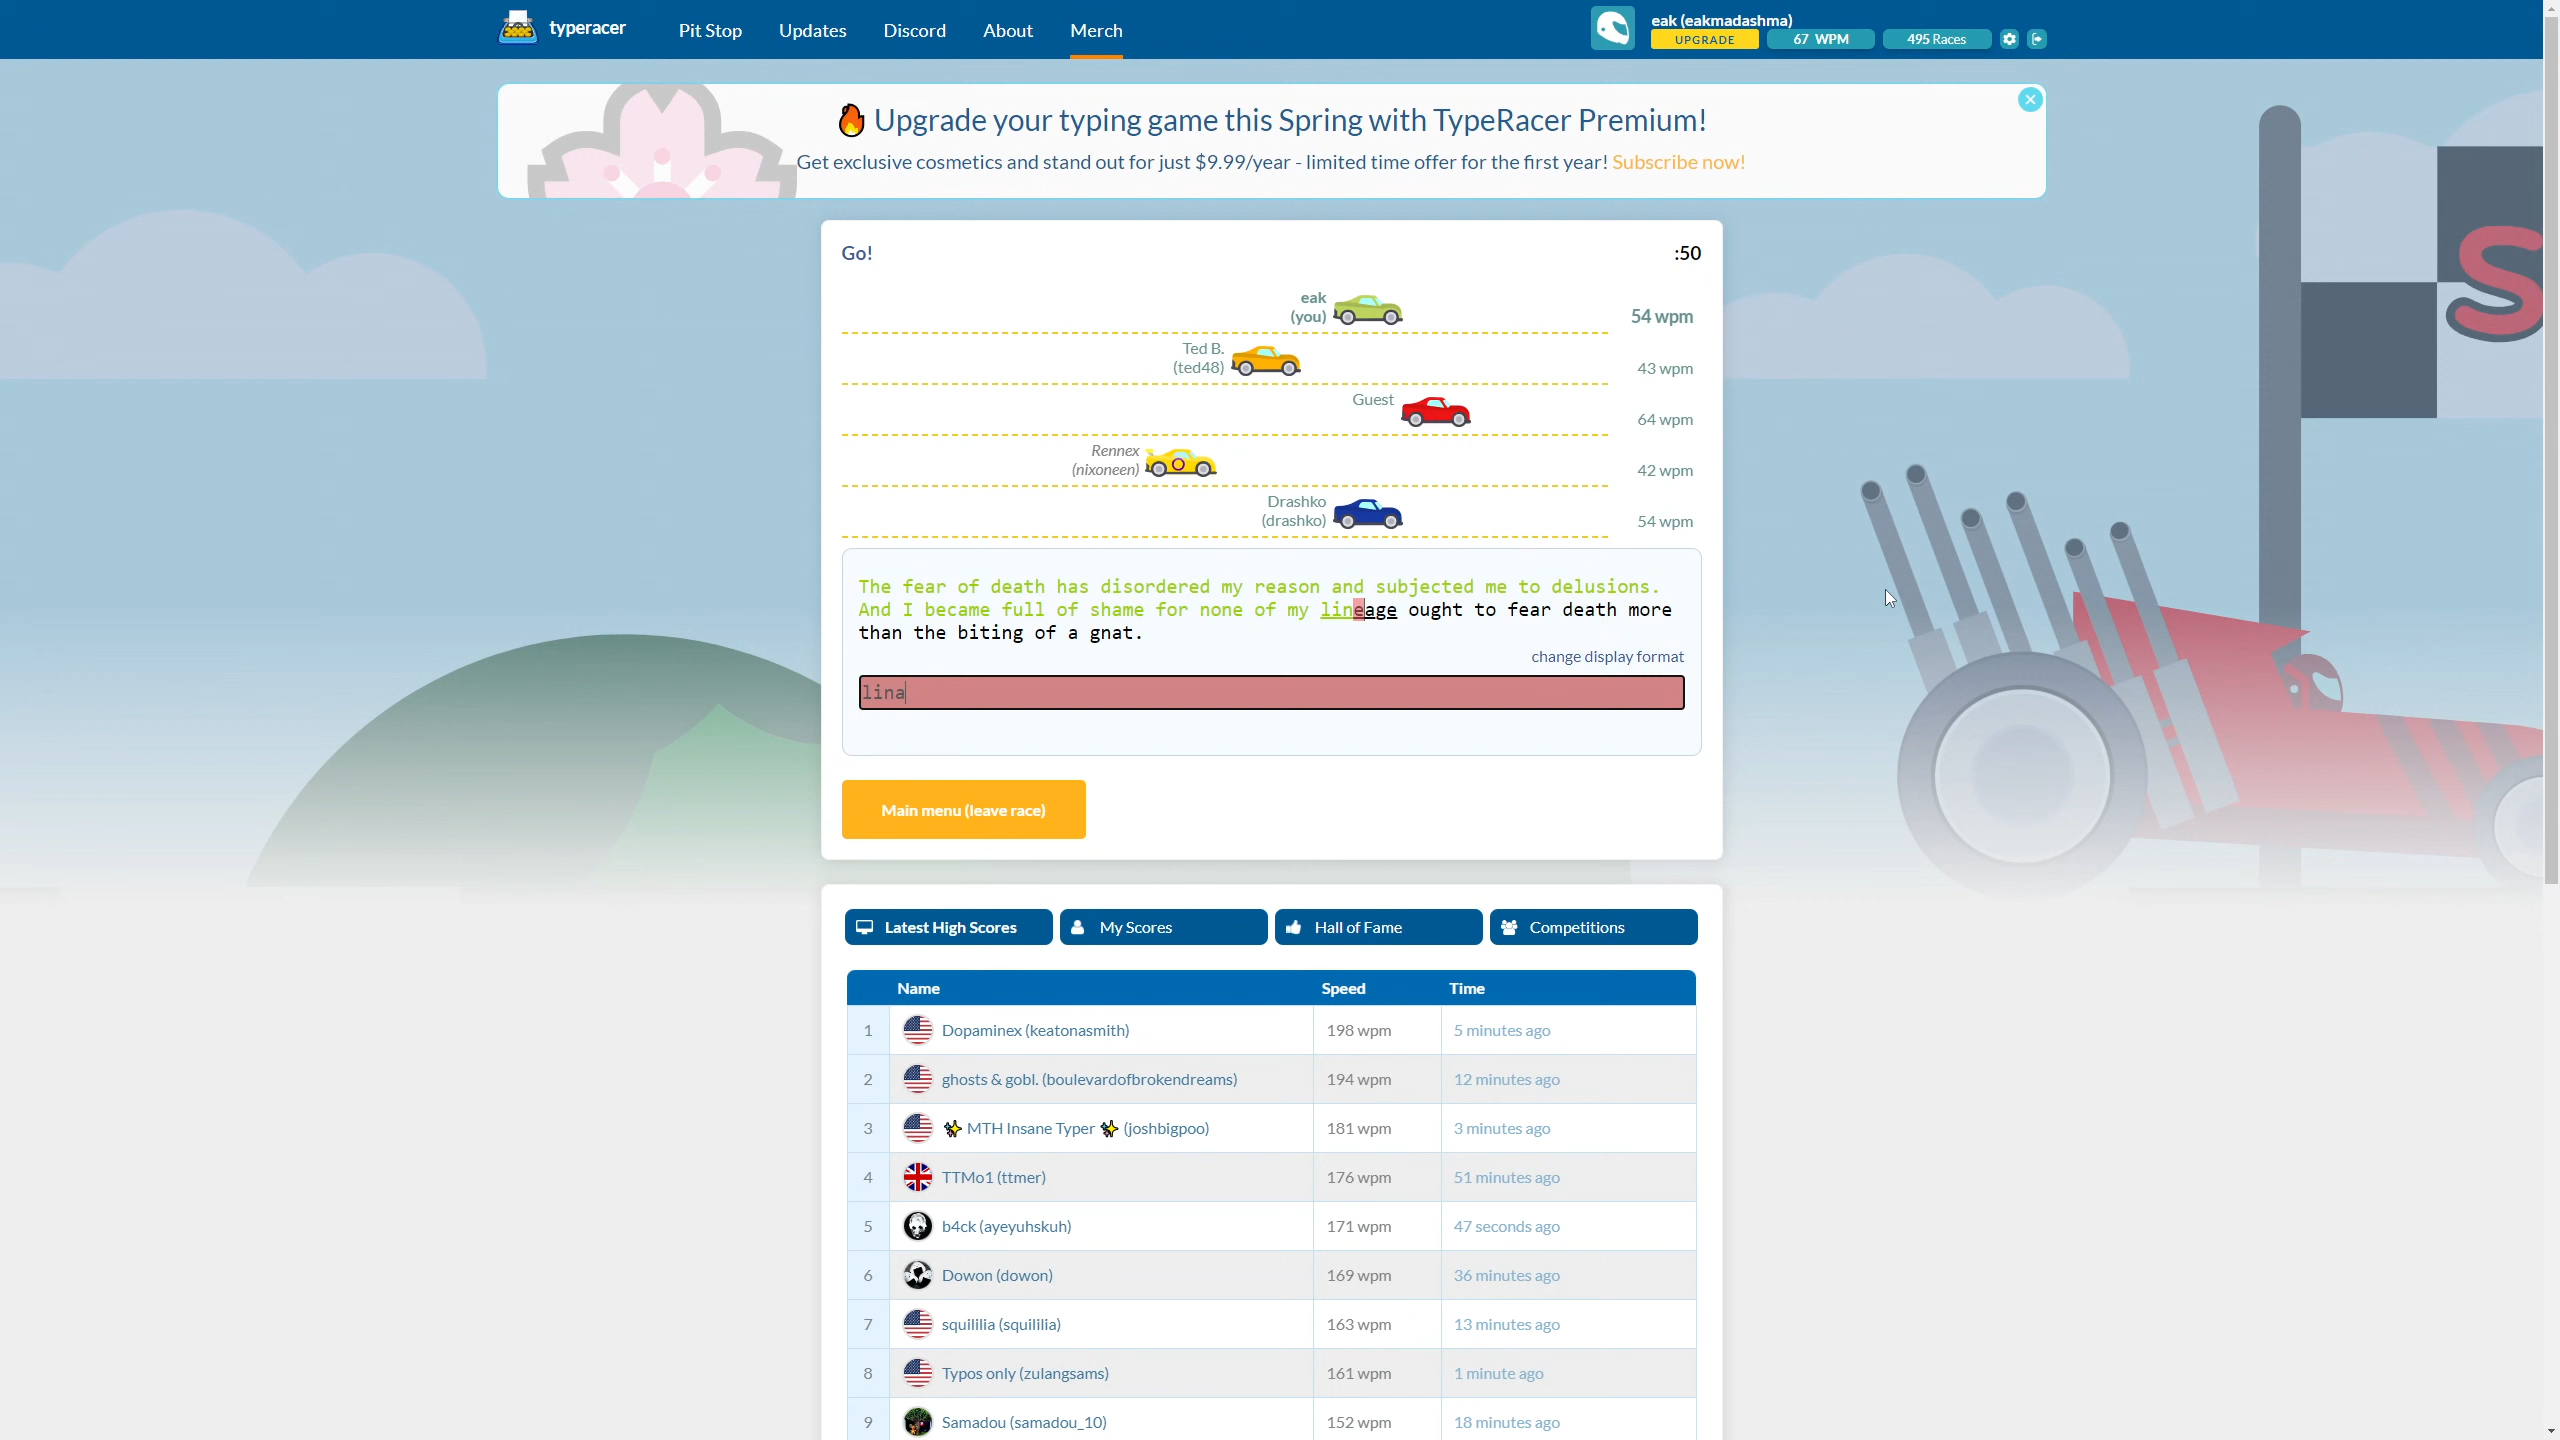 typeracer
Pit Stop
Updates
Discord
About
Merch
eak (eakmadashma)
UPGRADE
67 WPM
495 Races
🔥 Upgrade your typing game this Spring with TypeRacer Premium!
Get exclusive cosmetics and stand out for just $9.99/year - limited time offer for the first year! Subscribe now!
Go!
:50
eak
(you)
54 wpm
Ted B.
(ted48)
43 wpm
Guest
64 wpm
Rennex
(nixoneen)
42 wpm
Drashko
(drashko)
54 wpm
The fear of death has disordered my reason and subjected me to delusions.
And I became full of shame for none of my lineage ought to fear death more
than the biting of a gnat.
change display format
lina
Main menu (leave race)
S
Latest High Scores
My Scores
Hall of Fame
Competitions
Name Speed Time
1 Dopaminex (keatonasmith) 198 wpm 5 minutes ago
2 ghosts & gobl. (boulevardofbrokendreams) 194 wpm 12 minutes ago
3 ✨ MTH Insane Typer ✨ (joshbigpoo) 181 wpm 3 minutes ago
4 TTMo1 (ttmer) 176 wpm 51 minutes ago
5 b4ck (ayeyuhskuh) 171 wpm 47 seconds ago
6 Dowon (dowon) 169 wpm 36 minutes ago
7 squililia (squililia) 163 wpm 13 minutes ago
8 Typos only (zulangsams) 161 wpm 1 minute ago
9 Samadou (samadou_10) 152 wpm 18 minutes ago